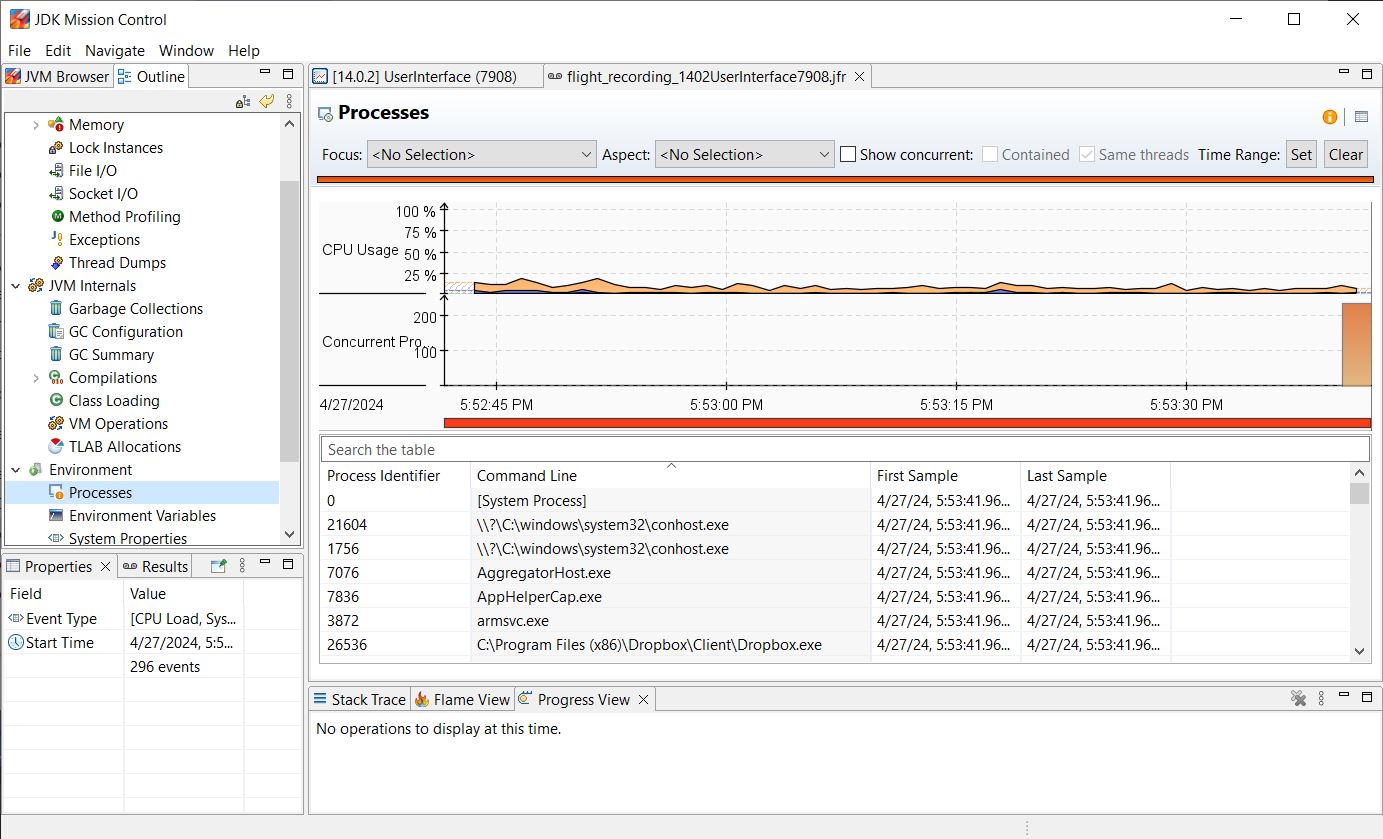 JDK Mission Control
File Edit Navigate Window Help
JVM Browser Outline
Memory
Lock Instances
File I/O
Socket I/O
Method Profiling
Exceptions
Thread Dumps
JVM Internals
Garbage Collections
GC Configuration
GC Summary
Compilations
Class Loading
VM Operations
TLAB Allocations
Environment
Processes
Environment Variables
System Properties
Properties Results
Field Value
Event Type [CPU Load, Sys...
Start Time 4/27/2024, 5:5...
296 events
[14.0.2] UserInterface (7908) flight_recording_1402UserInterface7908.jfr
Processes
Focus: <No Selection> Aspect: <No Selection> Show concurrent: Contained Same threads Time Range: Set Clear
100 %
75 %
CPU Usage 50 %
25 %
200
Concurrent Pro...
100
4/27/2024 5:52:45 PM 5:53:00 PM 5:53:15 PM 5:53:30 PM
Search the table
Process Identifier Command Line First Sample Last Sample
0 [System Process] 4/27/24, 5:53:41.96... 4/27/24, 5:53:41.96...
21604 \\?\C:\windows\system32\conhost.exe 4/27/24, 5:53:41.96... 4/27/24, 5:53:41.96...
1756 \\?\C:\windows\system32\conhost.exe 4/27/24, 5:53:41.96... 4/27/24, 5:53:41.96...
7076 AggregatorHost.exe 4/27/24, 5:53:41.96... 4/27/24, 5:53:41.96...
7836 AppHelperCap.exe 4/27/24, 5:53:41.96... 4/27/24, 5:53:41.96...
3872 armsvc.exe 4/27/24, 5:53:41.96... 4/27/24, 5:53:41.96...
26536 C:\Program Files (x86)\Dropbox\Client\Dropbox.exe 4/27/24, 5:53:41.96... 4/27/24, 5:53:41.96...
Stack Trace Flame View Progress View
No operations to display at this time.